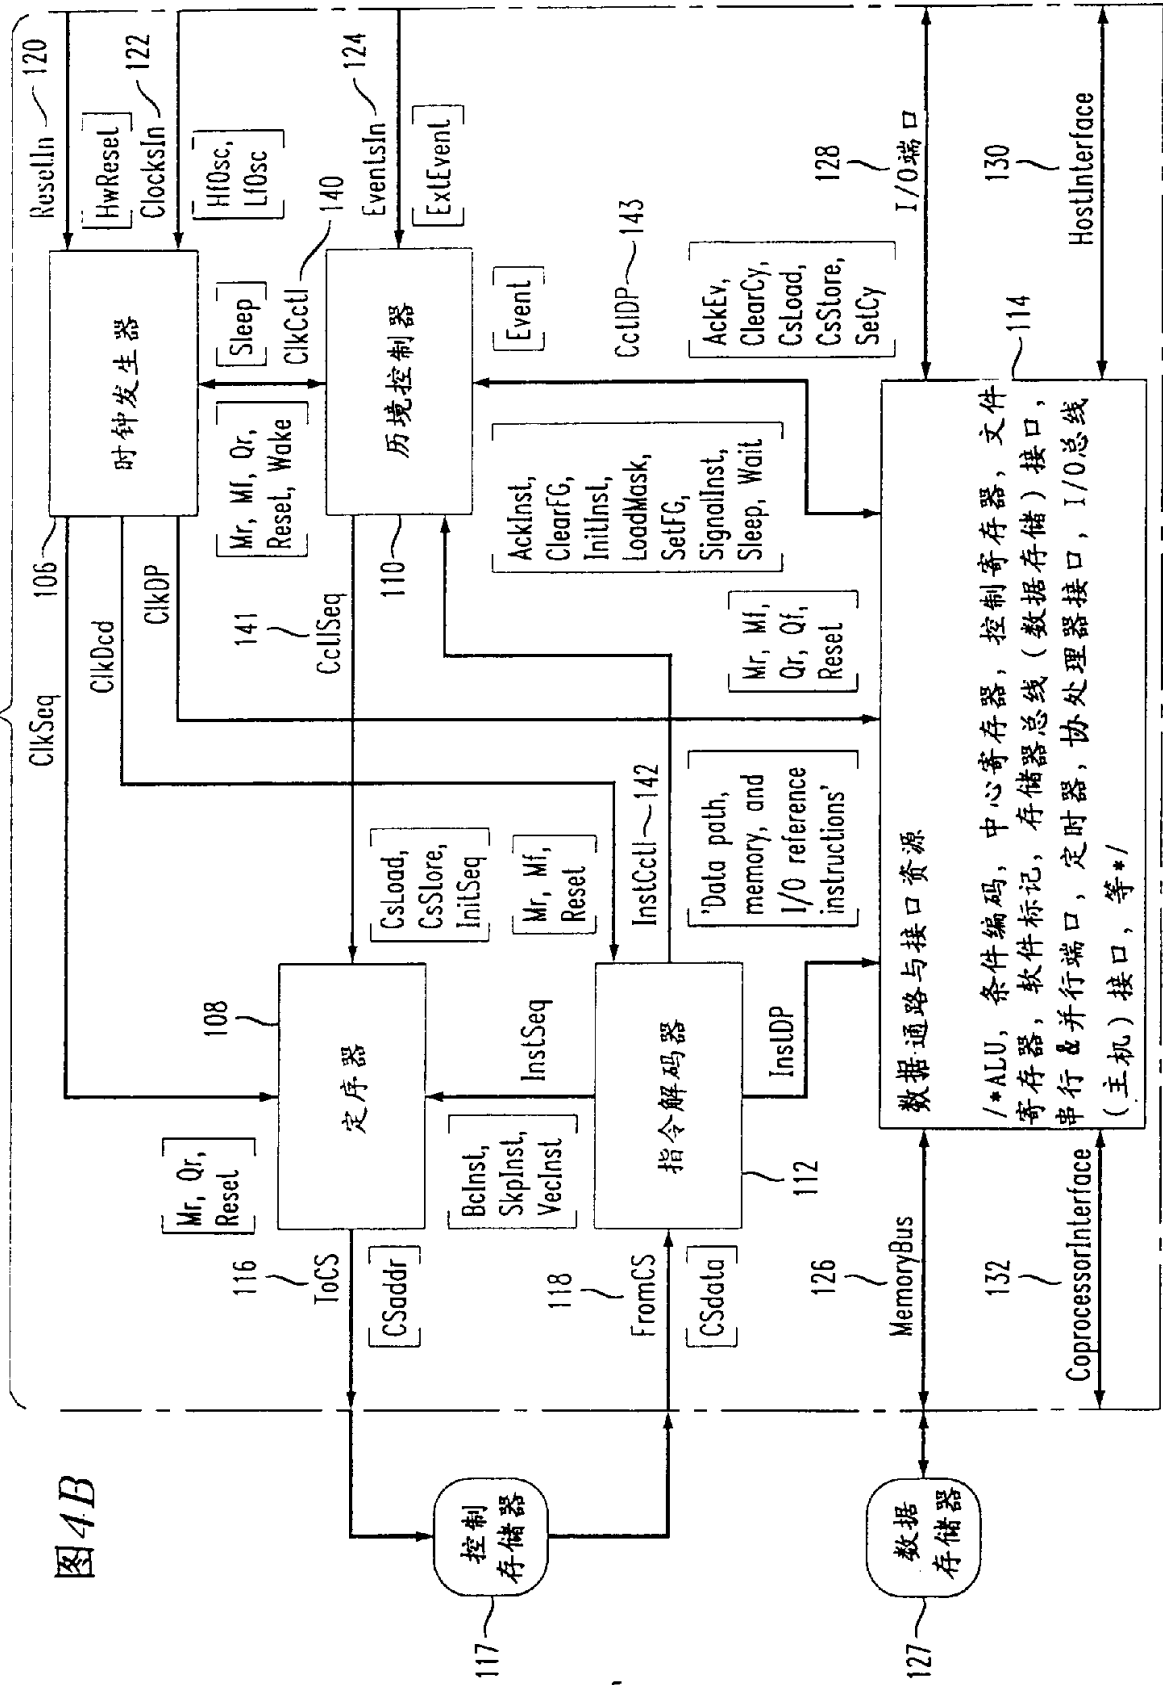 图4B
ResetIn
120
HwReset
ClocksIn
122
HfOsc,
LfOsc
EventsIn
124
ExtEvent
时钟发生器
106
ClkSeq
ClkDcd
ClkDP
Sleep
ClkCctl
140
Mr, Mf, Qr,
Reset, Wake
历境控制器
110
141
CctlSeq
Event
CctlDP
143
AckEv,
ClearCy,
CsLoad,
CsStore,
SetCy
AckInst,
ClearFG,
InitInst,
LoadMask,
SetFG,
SignalInst,
Sleep, Wait
CsLoad,
CsStore,
InitSeq
Mr, Mf,
Reset
Mr, Mf,
Qr, Qf,
Reset
定序器
108
Mr, Qr,
Reset
116
ToCS
CSaddr
InstSeq
BcInst,
SkpInst,
VecInst
指令解码器
112
InstCctl
142
InstDP
'Data path,
memory, and
I/O reference
instructions'
118
FromCS
CSdata
控制
存储器
117
数据通路与接口资源
/*ALU, 条件编码, 中心寄存器, 控制寄存器, 文件
寄存器, 软件标记, 存储器总线 (数据存储) 接口,
串行&并行端口, 定时器, 协处理器接口, I/O总线
(主机) 接口, 等*/
114
128
I/O端口
130
HostInterface
126
MemoryBus
132
CoprocessorInterface
数据
存储器
127